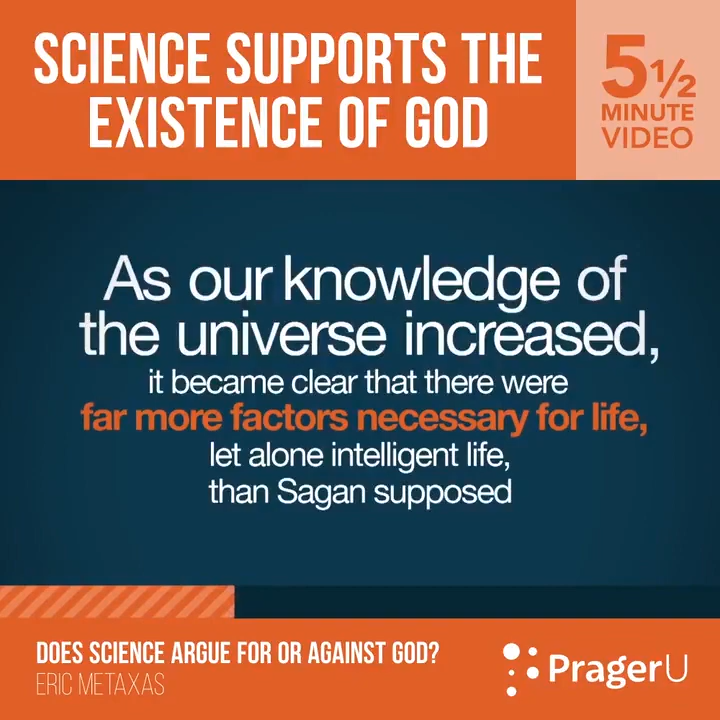 SCIENCE SUPPORTS THE
EXISTENCE OF GOD
5 1/2
MINUTE
VIDEO
As our knowledge of
the universe increased,
it became clear that there were
far more factors necessary for life,
let alone intelligent life,
than Sagan supposed
DOES SCIENCE ARGUE FOR OR AGAINST GOD?
ERIC METAXAS
PragerU